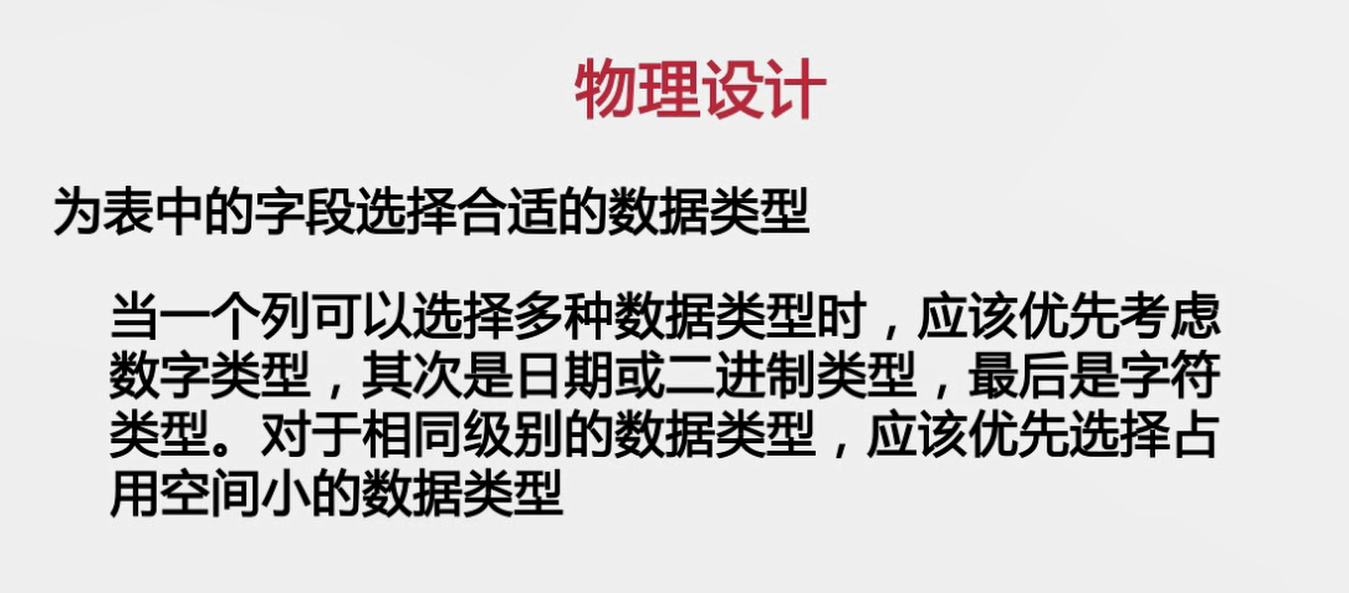 物理设计
为表中的字段选择合适的数据类型
当一个列可以选择多种数据类型时，应该优先考虑
数字类型，其次是日期或二进制类型，最后是字符
类型。对于相同级别的数据类型，应该优先选择占
用空间小的数据类型